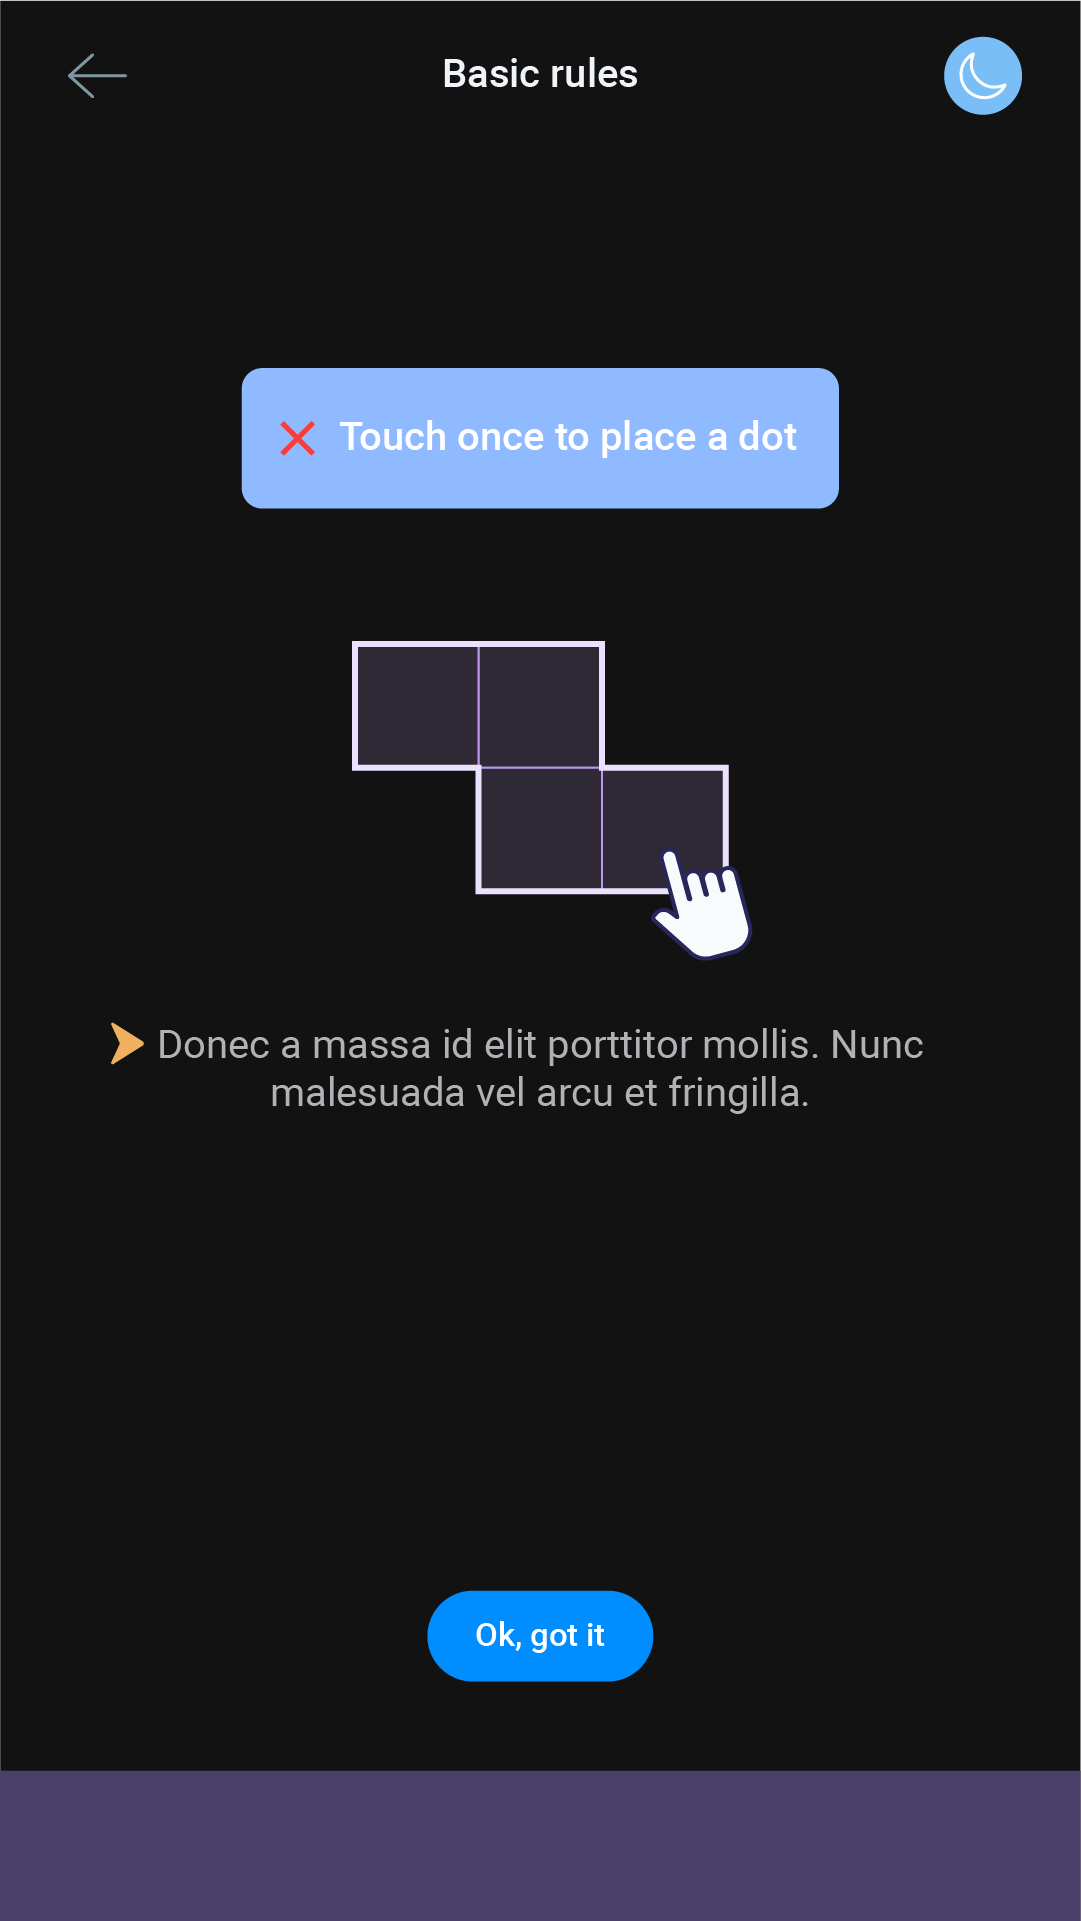 Basic rules
Touch once to place a dot
Donec a massa id elit porttitor mollis. Nunc
malesuada vel arcu et fringilla.
Ok, got it